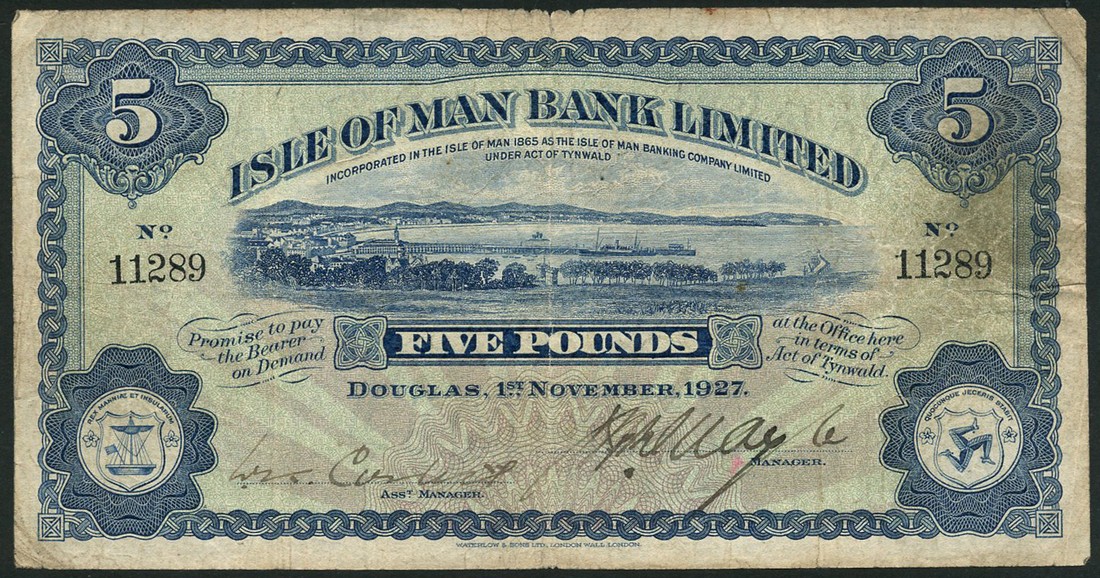 5 5
ISLE OF MAN BANK LIMITED
INCORPORATED IN THE ISLE OF MAN 1865 AS THE ISLE OF MAN BANKING COMPANY LIMITED
UNDER ACT OF TYNWALD
Nº Nº
11289 11289
Promise to pay
the Bearer
on Demand
FIVE POUNDS
at the Office here
in terms of
Act of Tynwald.
DOUGLAS, 1ST NOVEMBER, 1927.
REX MANNIAE ET INSULARUM
QUOCUNQUE JECERIS STABIT
MANAGER.
ASST MANAGER.
WATERLOW & SONS LTD., LONDON WALL, LONDON.